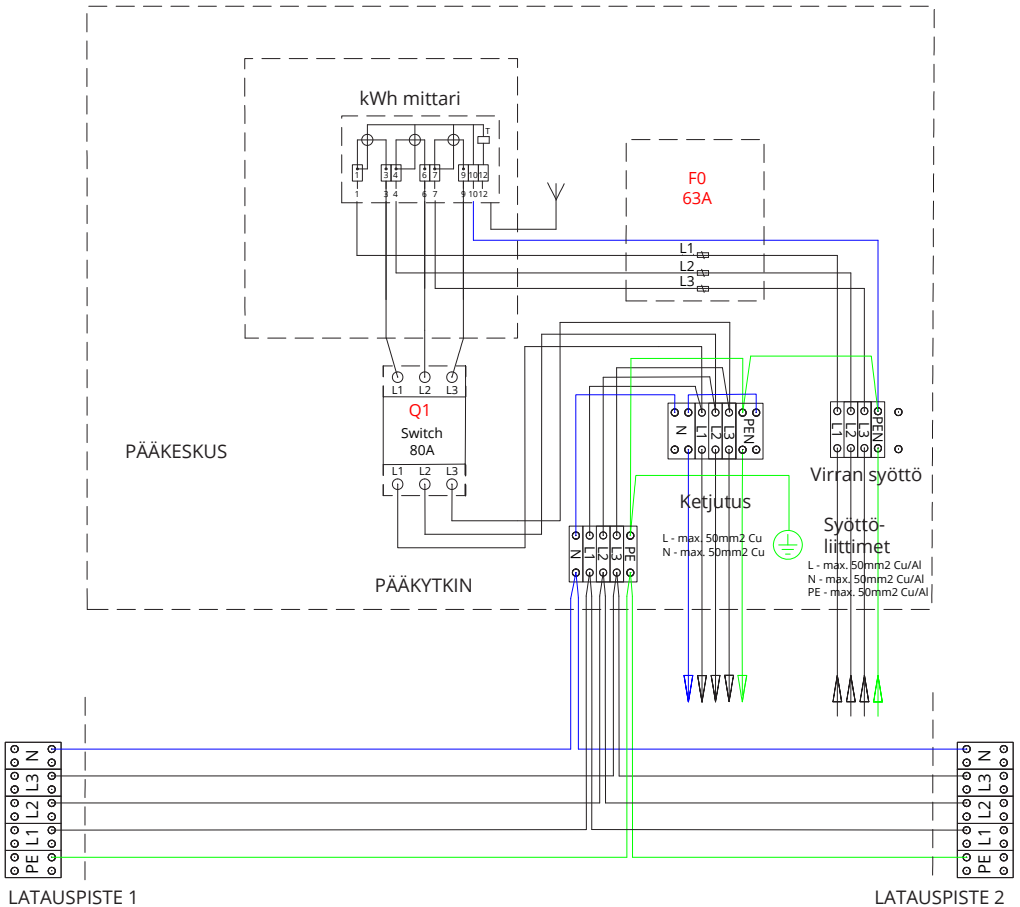 kWh mittari
T
1 3 4 6 7 9 10 12
1 3 4 6 7 9 10 12
F0
63A
L1
L2
L3
L1 L2 L3
Q1
Switch
80A
L1 L2 L3
PÄÄKESKUS
N L1 L2 L3 PEN
L1 L2 L3 PEN
Virran syöttö
Ketjutus
L - max. 50mm2 Cu
N - max. 50mm2 Cu
Syöttö-
liittimet
L - max. 50mm2 Cu/Al
N - max. 50mm2 Cu/Al
PE - max. 50mm2 Cu/Al
N L1 L2 L3 PE
PÄÄKYTKIN
N
L3
L2
L1
PE
LATAUSPISTE 1
N
L3
L2
L1
PE
LATAUSPISTE 2